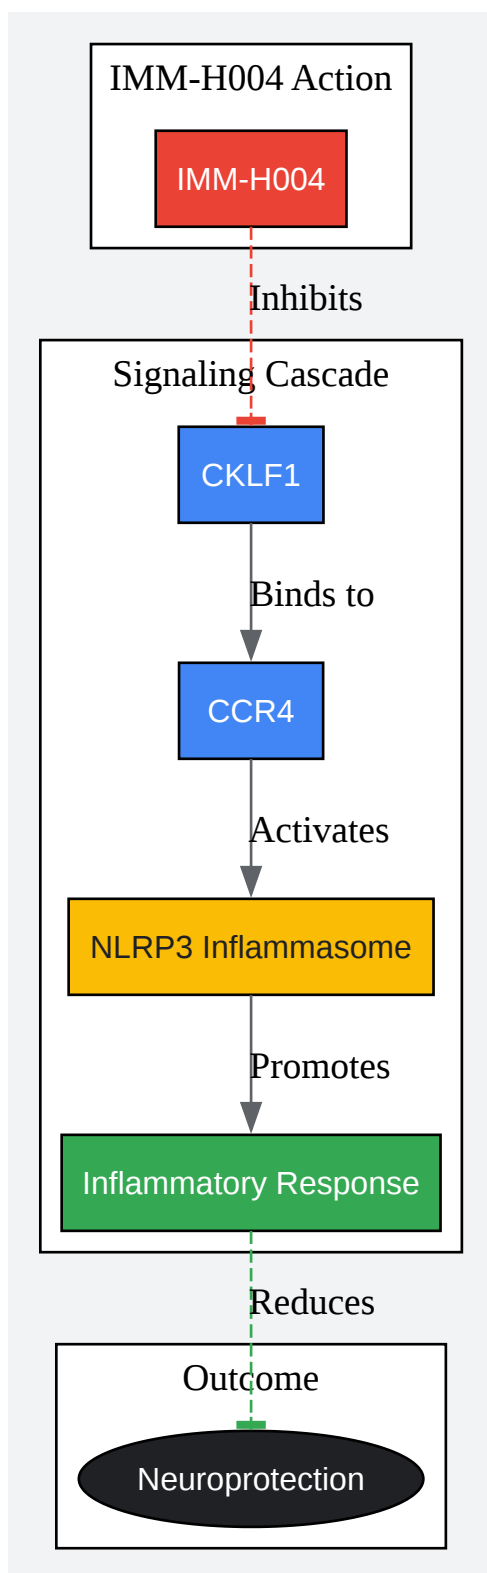 IMM-H004 Action
IMM-H004
Inhibits
Signaling Cascade
CKLF1
Binds to
CCR4
Activates
NLRP3 Inflammasome
Promotes
Inflammatory Response
Reduces
Outcome
Neuroprotection